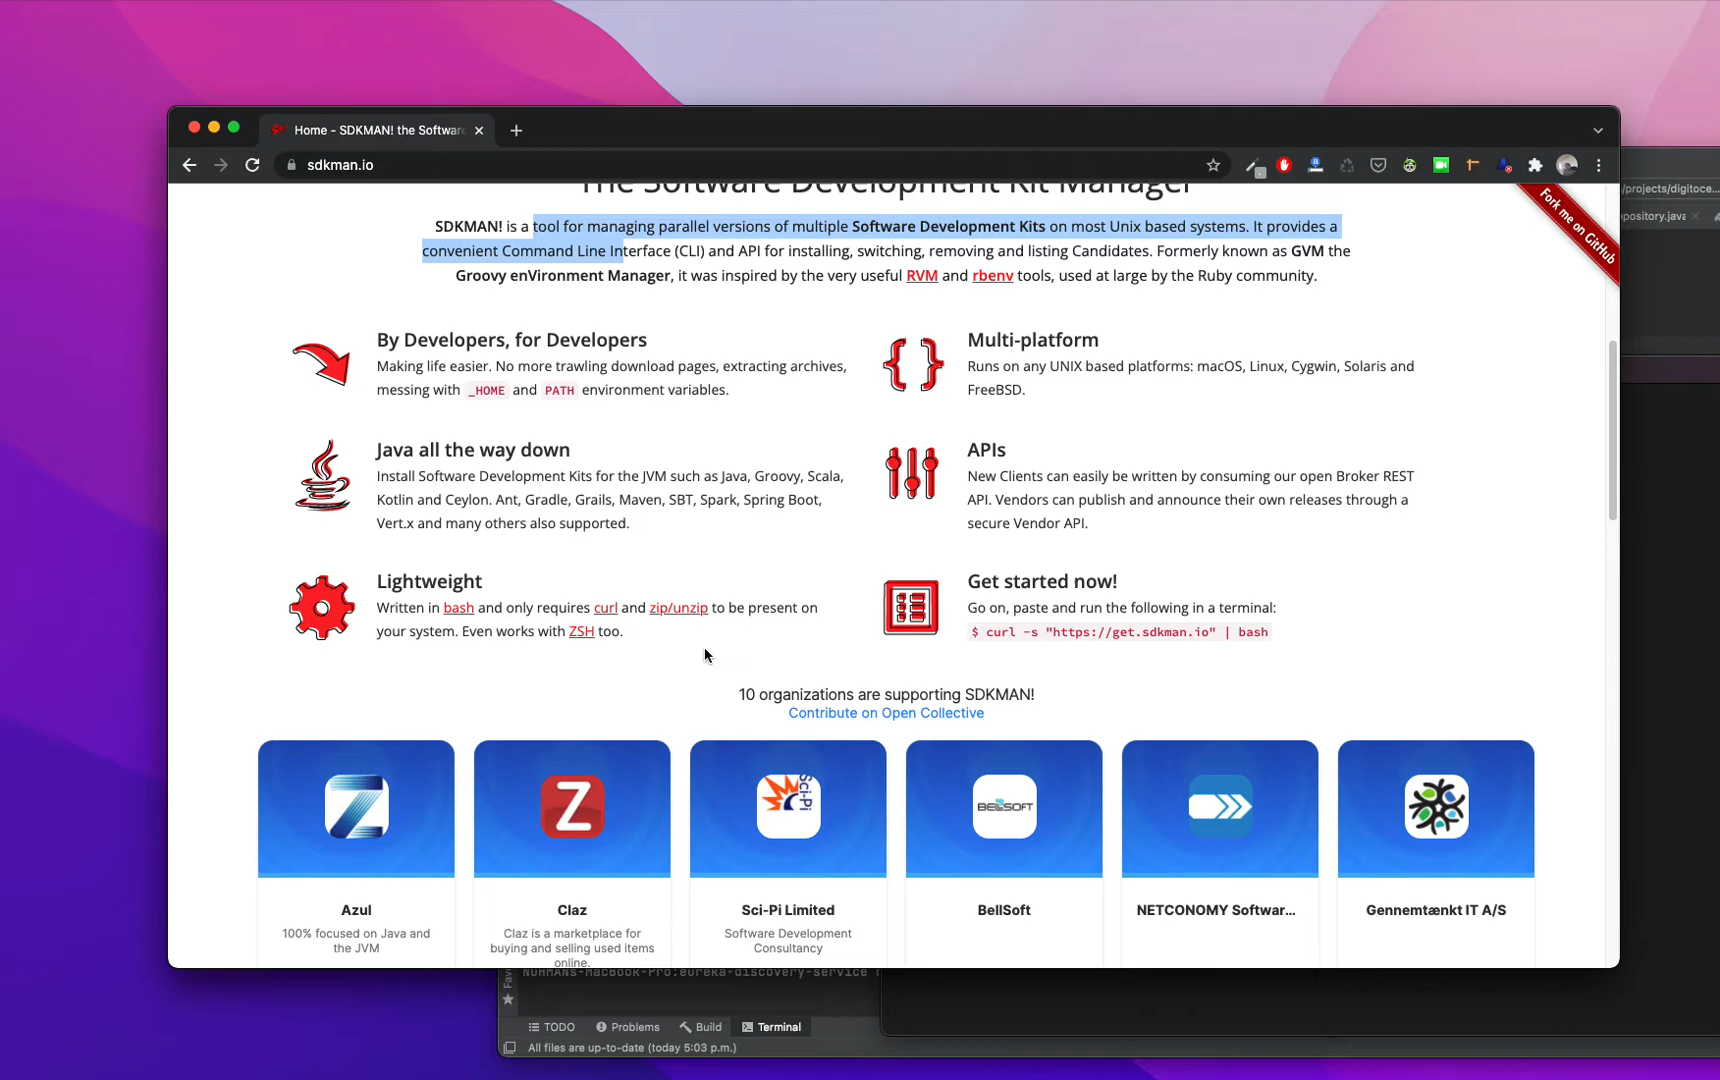 Home - SDKMAN! the Softwar
sdkman.io
The Software Development Kit Manager
SDKMAN! is a tool for managing parallel versions of multiple Software Development Kits on most Unix based systems. It provides a
convenient Command Line Interface (CLI) and API for installing, switching, removing and listing Candidates. Formerly known as GVM the
Groovy enVironment Manager, it was inspired by the very useful RVM and rbenv tools, used at large by the Ruby community.
Fork me on GitHub
/projects/digitoce...
epository.java
By Developers, for Developers
Making life easier. No more trawling download pages, extracting archives,
messing with _HOME and PATH environment variables.
Multi-platform
Runs on any UNIX based platforms: macOS, Linux, Cygwin, Solaris and
FreeBSD.
Java all the way down
Install Software Development Kits for the JVM such as Java, Groovy, Scala,
Kotlin and Ceylon. Ant, Gradle, Grails, Maven, SBT, Spark, Spring Boot,
Vert.x and many others also supported.
APIs
New Clients can easily be written by consuming our open Broker REST
API. Vendors can publish and announce their own releases through a
secure Vendor API.
Lightweight
Written in bash and only requires curl and zip/unzip to be present on
your system. Even works with ZSH too.
Get started now!
Go on, paste and run the following in a terminal:
$ curl -s "https://get.sdkman.io" | bash
10 organizations are supporting SDKMAN!
Contribute on Open Collective
Sci-Pi
BELLSOFT
Azul
100% focused on Java and
the JVM
Claz
Claz is a marketplace for
buying and selling used items
online.
Sci-Pi Limited
Software Development
Consultancy
BellSoft
NETCONOMY Softwar...
Gennemtænkt IT A/S
NORMANs-MacBook-Pro:eureka-discovery-service
Fav
TODO
Problems
Build
Terminal
All files are up-to-date (today 5:03 p.m.)